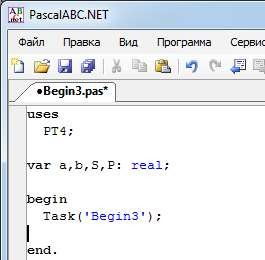 PascalABC.NET
Файл Правка Вид Программа Сервис
•Begin3.pas*
uses
PT4;
var a,b,S,P: real;
begin
Task('Begin3');
end.